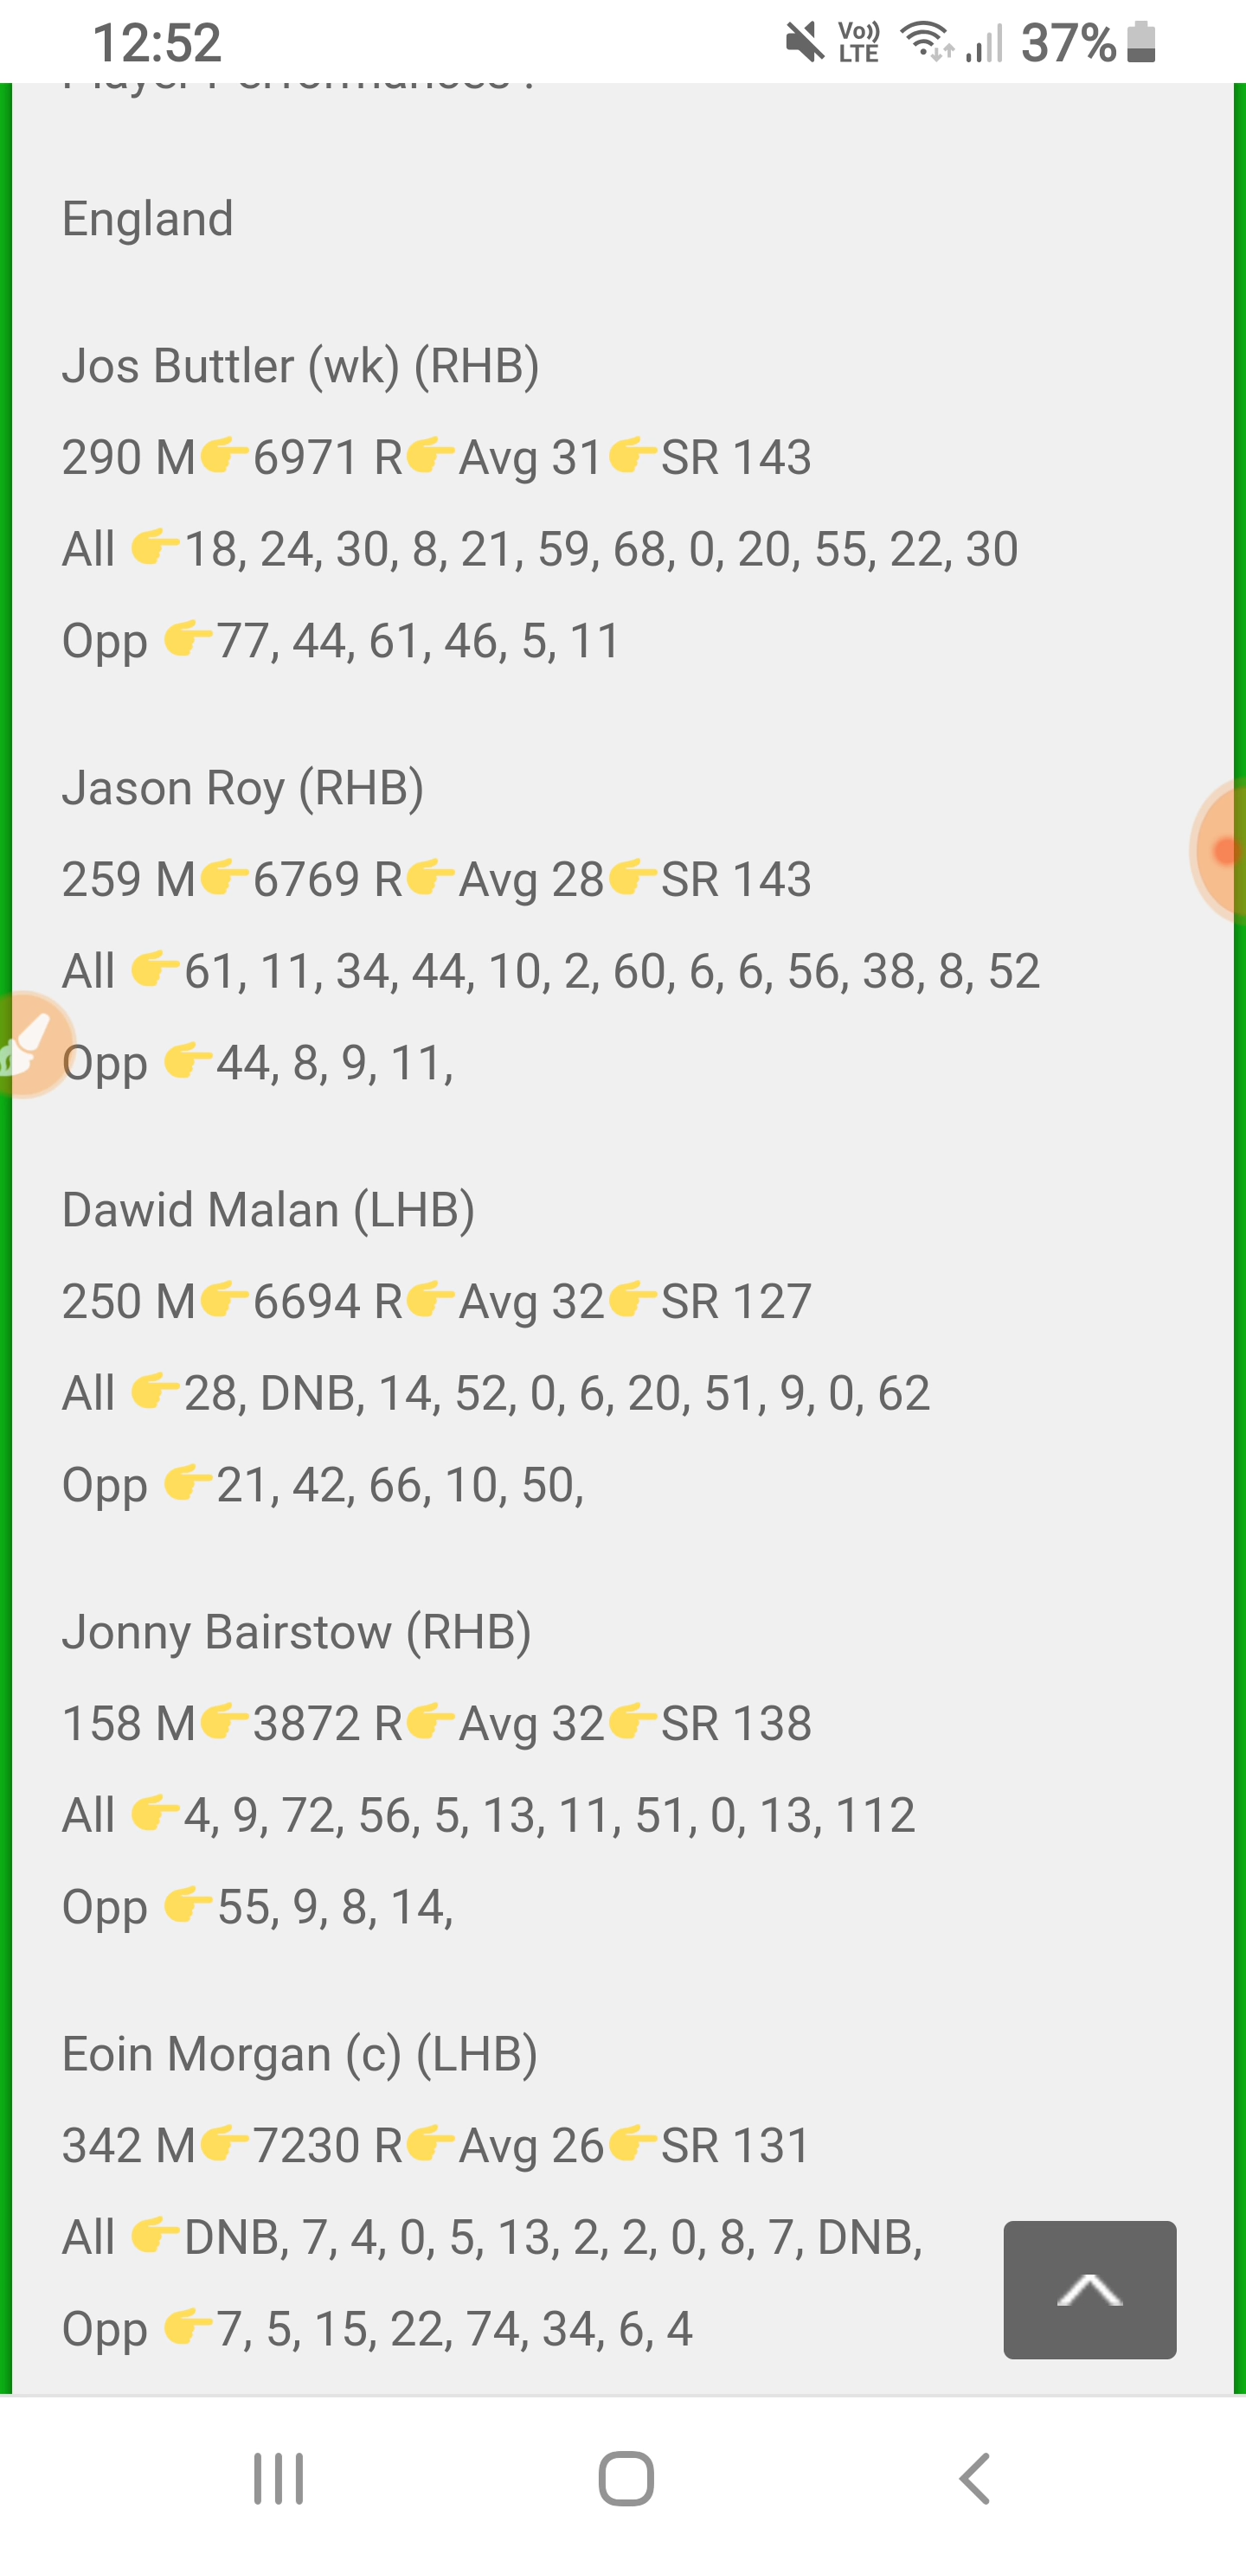 12:52 Vo)) LTE 37%
Player Performances :
England
Jos Buttler (wk) (RHB)
290 M👉6971 R👉Avg 31👉SR 143
All 👉18, 24, 30, 8, 21, 59, 68, 0, 20, 55, 22, 30
Opp 👉77, 44, 61, 46, 5, 11
Jason Roy (RHB)
259 M👉6769 R👉Avg 28👉SR 143
All 👉61, 11, 34, 44, 10, 2, 60, 6, 6, 56, 38, 8, 52
Opp 👉44, 8, 9, 11,
Dawid Malan (LHB)
250 M👉6694 R👉Avg 32👉SR 127
All 👉28, DNB, 14, 52, 0, 6, 20, 51, 9, 0, 62
Opp 👉21, 42, 66, 10, 50,
Jonny Bairstow (RHB)
158 M👉3872 R👉Avg 32👉SR 138
All 👉4, 9, 72, 56, 5, 13, 11, 51, 0, 13, 112
Opp 👉55, 9, 8, 14,
Eoin Morgan (c) (LHB)
342 M👉7230 R👉Avg 26👉SR 131
All 👉DNB, 7, 4, 0, 5, 13, 2, 2, 0, 8, 7, DNB,
Opp 👉7, 5, 15, 22, 74, 34, 6, 4